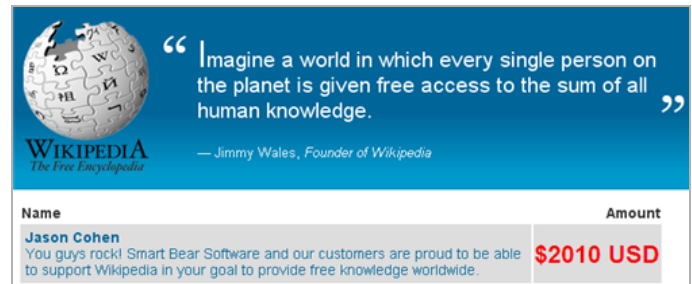 “ Imagine a world in which every single person on
the planet is given free access to the sum of all
human knowledge. ”
— Jimmy Wales, Founder of Wikipedia
WIKIPEDIA
The Free Encyclopedia
Name Amount
Jason Cohen
You guys rock! Smart Bear Software and our customers are proud to be able
to support Wikipedia in your goal to provide free knowledge worldwide.
$2010 USD